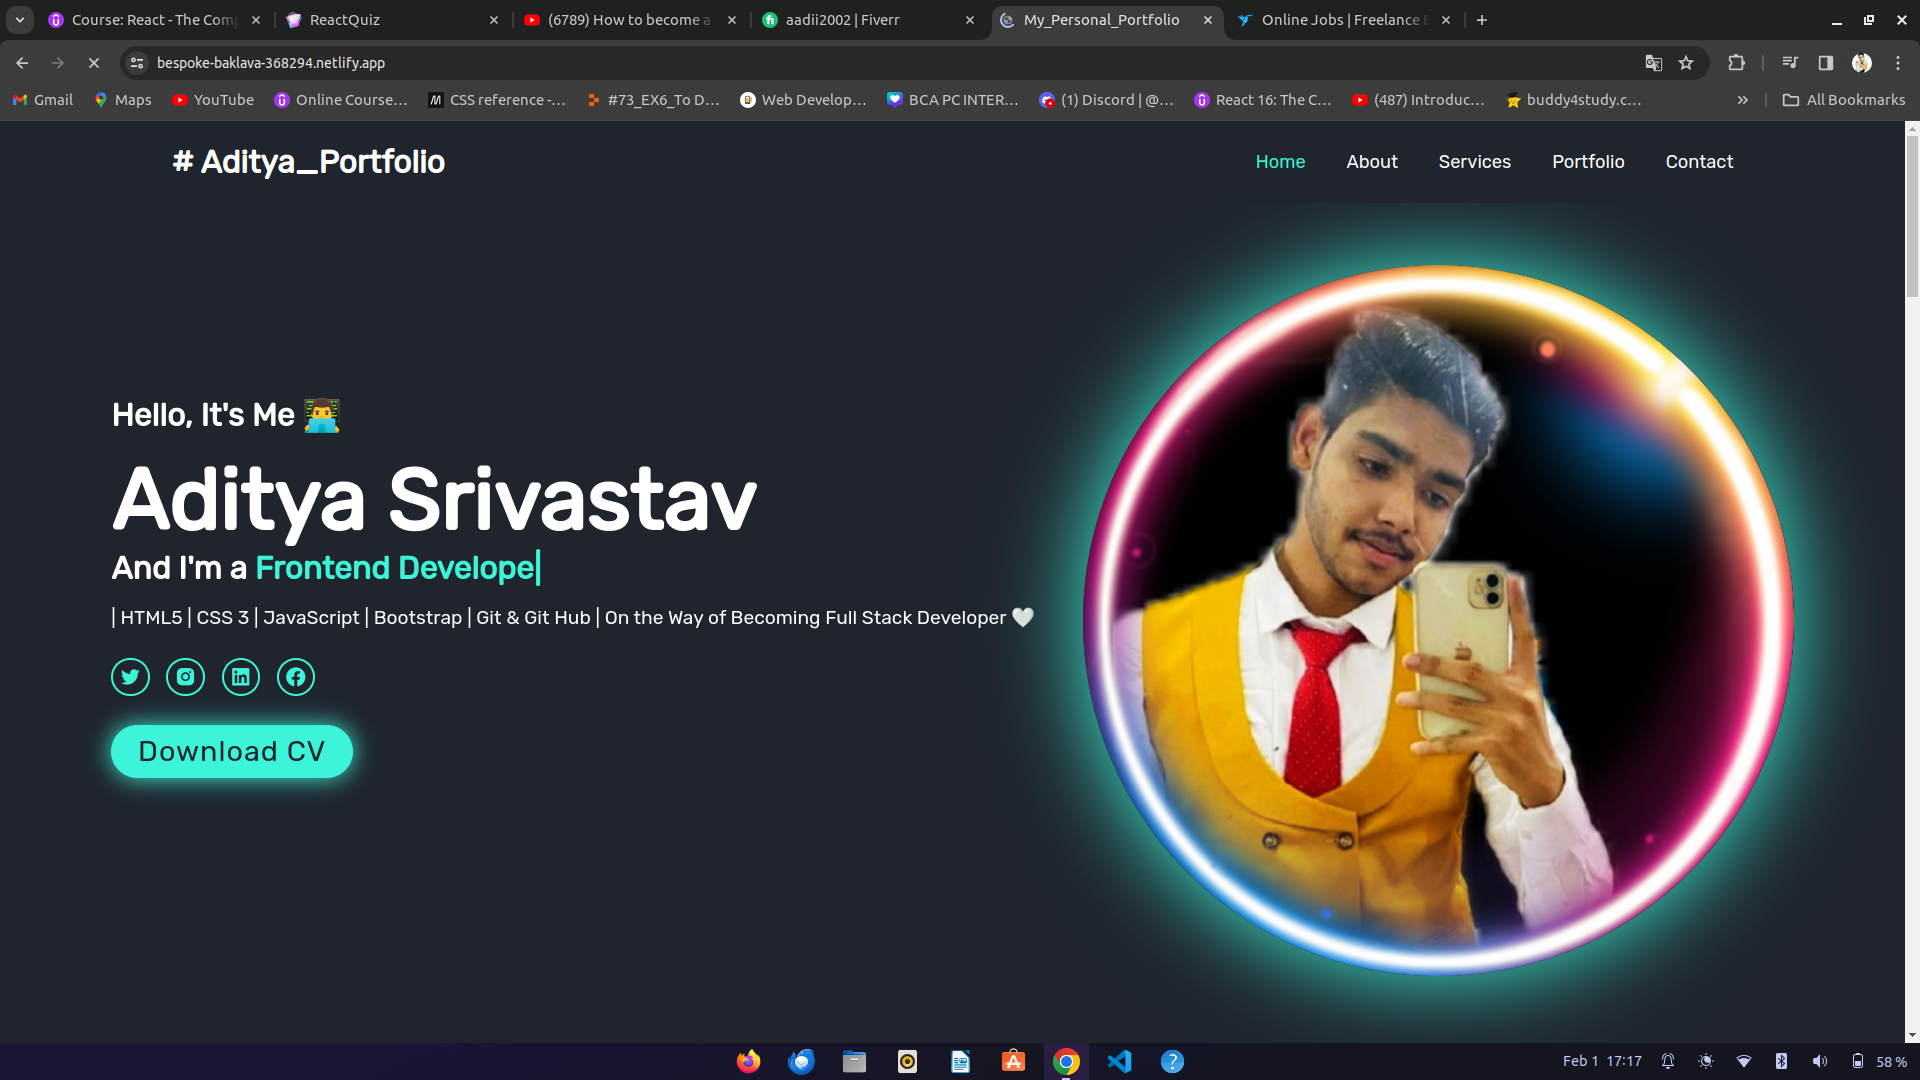 Course: React - The Comp
ReactQuiz
(6789) How to become a
aadii2002 | Fiverr
My_Personal_Portfolio
Online Jobs | Freelance E
bespoke-baklava-368294.netlify.app
Gmail
Maps
YouTube
Online Course...
CSS reference -...
#73_EX6_To D...
Web Develop...
BCA PC INTER...
(1) Discord | @...
React 16: The C...
(487) Introduc...
buddy4study.c...
All Bookmarks
# Aditya_Portfolio
Home
About
Services
Portfolio
Contact
Hello, It's Me 👨‍💻
Aditya Srivastav
And I'm a Frontend Develope|
| HTML5 | CSS 3 | JavaScript | Bootstrap | Git & Git Hub | On the Way of Becoming Full Stack Developer 🤍
Download CV
Feb 1 17:17
58 %